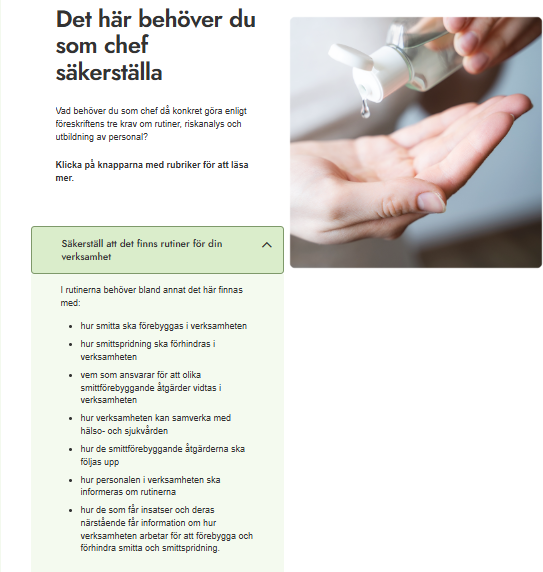 Det här behöver du
som chef
säkerställa
Vad behöver du som chef då konkret göra enligt
föreskriftens tre krav om rutiner, riskanalys och
utbildning av personal?
Klicka på knapparna med rubriker för att läsa
mer.
Säkerställ att det finns rutiner för din
verksamhet
I rutinerna behöver bland annat det här finnas
med:
• hur smitta ska förebyggas i verksamheten
• hur smittspridning ska förhindras i
verksamheten
• vem som ansvarar för att olika
smittförebyggande åtgärder vidtas i
verksamheten
• hur verksamheten kan samverka med
hälso- och sjukvården
• hur de smittförebyggande åtgärderna ska
följas upp
• hur personalen i verksamheten ska
informeras om rutinerna
• hur de som får insatser och deras
närstående får information om hur
verksamheten arbetar för att förebygga och
förhindra smitta och smittspridning.